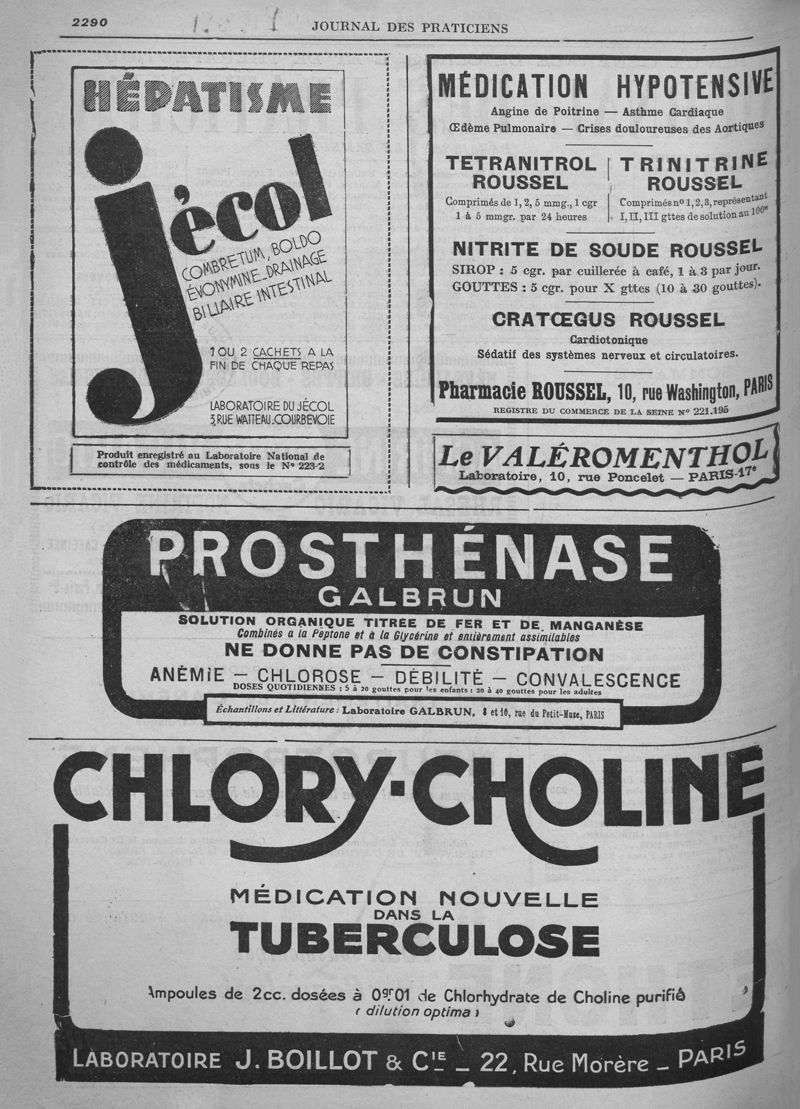 2290
JOURNAL DES PRATICIENS
HÉPATISME
jécol
COMBRETUM, BOLDO
ÉVONYMINE_DRAINAGE
BILIAIRE INTESTINAL
1 OU 2 CACHETS A LA
FIN DE CHAQUE REPAS
LABORATOIRE DU JÉCOL
3, RUE WATTEAU_COURBEVOIE
Produit enregistré au Laboratoire National de
contrôle des médicaments, sous le No 223-2
MÉDICATION HYPOTENSIVE
Angine de Poitrine — Asthme Cardiaque
Œdème Pulmonaire — Crises douloureuses des Aortiques
TETRANITROL
ROUSSEL
Comprimés de 1, 2, 5 mmg., 1 cgr
1 à 5 mmgr. par 24 heures
TRINITRINE
ROUSSEL
Comprimés nos 1, 2, 3, représentant
I, II, III gttes de solution au 100e
NITRITE DE SOUDE ROUSSEL
SIROP : 5 cgr. par cuillerée à café, 1 à 3 par jour.
GOUTTES : 5 cgr. pour X gttes (10 à 30 gouttes).
CRATŒGUS ROUSSEL
Cardiotonique
Sédatif des systèmes nerveux et circulatoires.
Pharmacie ROUSSEL, 10, rue Washington, PARIS
REGISTRE DU COMMERCE DE LA SEINE No 221.195
Le VALÉROMENTHOL
Laboratoire, 10, rue Poncelet — PARIS-17e
PROSTHÉNASE
GALBRUN
SOLUTION ORGANIQUE TITRÉE DE FER ET DE MANGANÈSE
Combinés a la Peptone et à la Glycérine et entièrement assimilables
NE DONNE PAS DE CONSTIPATION
ANÉMIE — CHLOROSE — DÉBILITÉ — CONVALESCENCE
DOSES QUOTIDIENNES : 5 à 20 gouttes pour les enfants : 20 à 40 gouttes pour les adultes
Échantillons et Littérature : Laboratoire GALBRUN, 8 et 10, rue du Petit-Musc, PARIS
CHLORY-CHOLINE
MÉDICATION NOUVELLE
DANS LA
TUBERCULOSE
Ampoules de 2cc. dosées à 0gr.01 de Chlorhydrate de Choline purifié
( dilution optima )
LABORATOIRE J. BOILLOT & CIE _ 22, Rue Morère _ PARIS